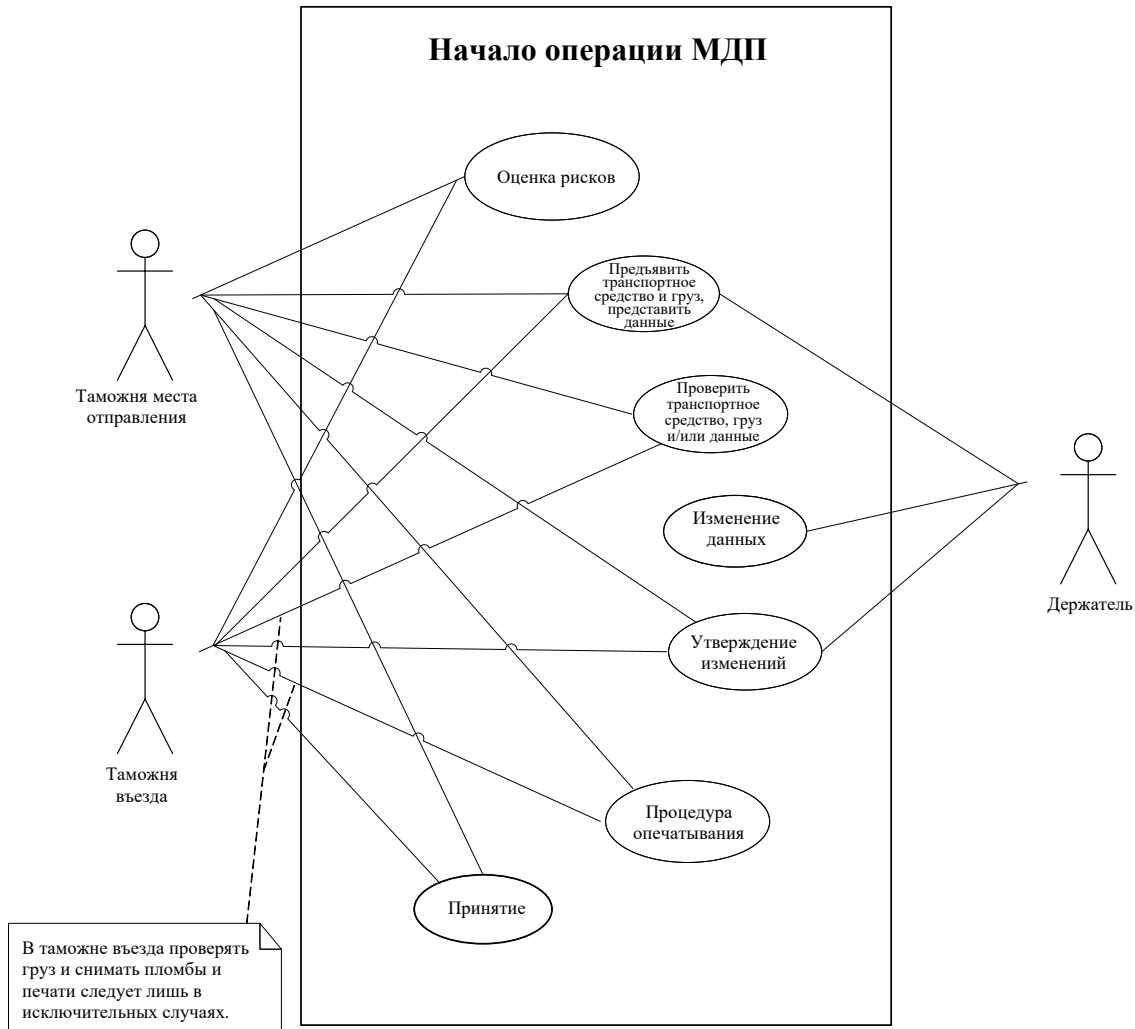 Начало операции МДП
Оценка рисков
Предъявить
транспортное
средство и груз,
представить
данные
Таможня места
отправления
Проверить
транспортное
средство, груз
и/или данные
Изменение
данных
Держатель
Утверждение
изменений
Таможня
въезда
Процедура
опечатывания
Принятие
В таможне въезда проверять
груз и снимать пломбы и
печати следует лишь в
исключительных случаях.